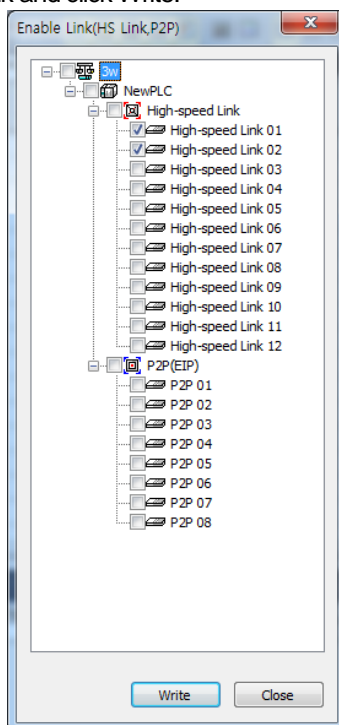 and click Write.
Enable Link(HS Link,P2P)
3w
NewPLC
High-speed Link
High-speed Link 01
High-speed Link 02
High-speed Link 03
High-speed Link 04
High-speed Link 05
High-speed Link 06
High-speed Link 07
High-speed Link 08
High-speed Link 09
High-speed Link 10
High-speed Link 11
High-speed Link 12
P2P(EIP)
P2P 01
P2P 02
P2P 03
P2P 04
P2P 05
P2P 06
P2P 07
P2P 08
Write
Close